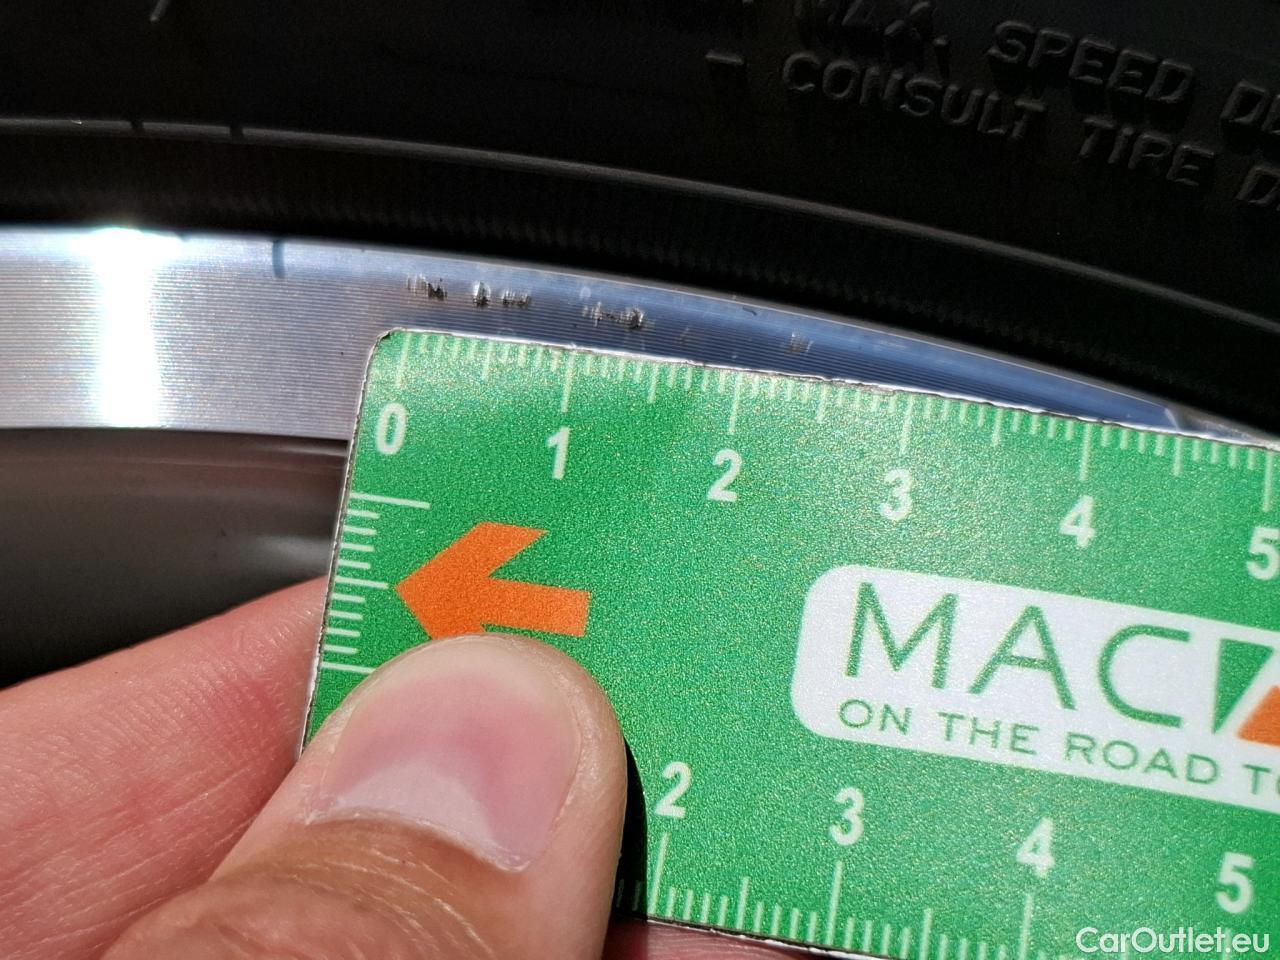 MAX. SPEED
- CONSULT TIRE
0 1 2 3 4 5
MAC
ON THE ROAD
2 3 4 5
CarOutlet.eu